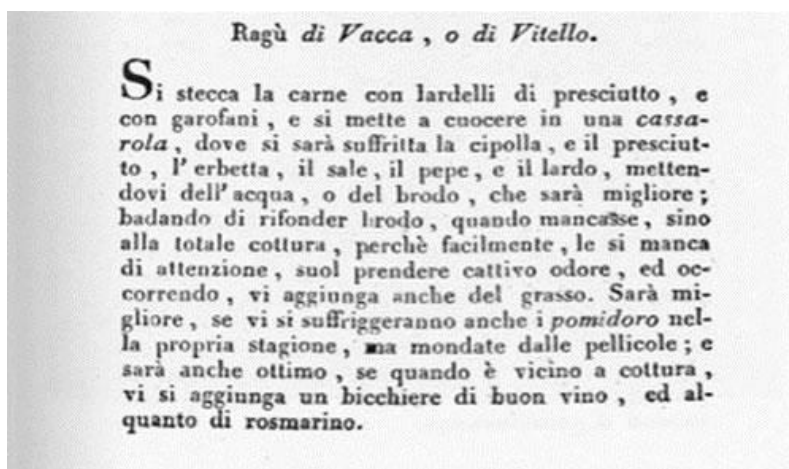 Ragù di Vacca , o di Vitello.
Si stecca la carne con lardelli di presciutto , e
con garofani , e si mette a cuocere in una cassa-
rola , dove si sarà suffritta la cipolla , e il presciut-
to , l' erbetta , il sale , il pepe , e il lardo , metten-
dovi dell' acqua , o del brodo , che sarà migliore ;
badando di rifonder brodo , quando mancasse , sino
alla totale cottura , perchè facilmente , le si manca
di attenzione , suol prendere cattivo odore , ed oc-
correndo , vi aggiunga anche del grasso. Sarà mi-
gliore , se vi si suffriggeranno anche i pomidoro nel-
la propria stagione , ma mondate dalle pellicole ; e
sarà anche ottimo , se quando è vicino a cottura ,
vi si aggiunga un bicchiere di buon vino , ed al-
quanto di rosmarino.